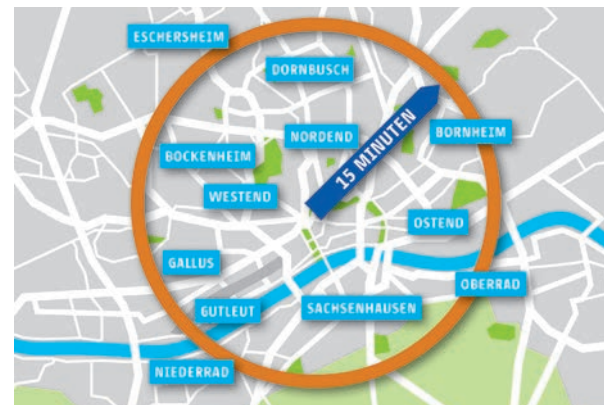 ESCHERSHEIM
DORNBUSCH
NORDEND
15 MINUTEN
BORNHEIM
BOCKENHEIM
WESTEND
OSTEND
GALLUS
OBERRAD
GUTLEUT
SACHSENHAUSEN
NIEDERRAD